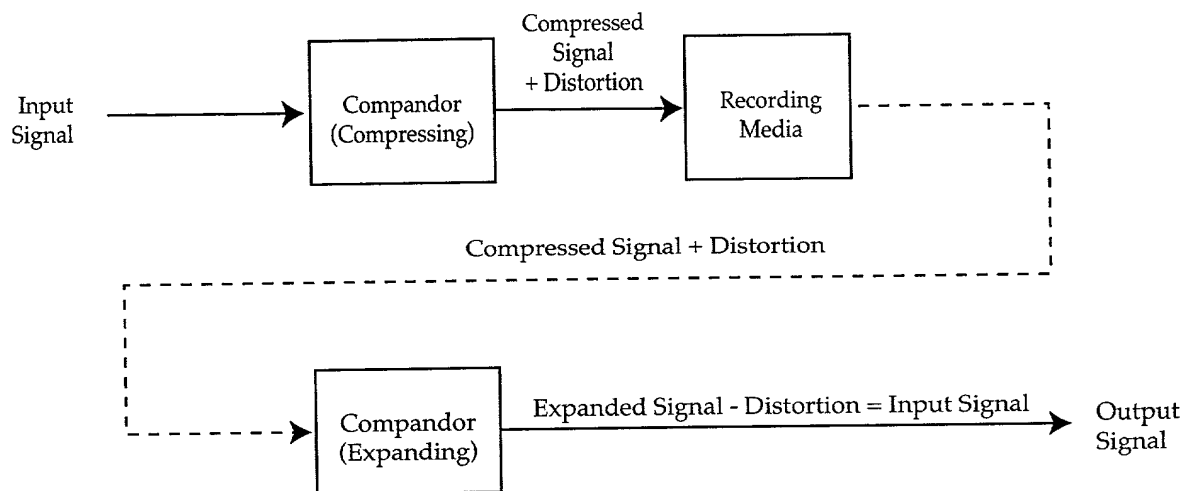 Input
Signal
Compandor
(Compressing)
Compressed
Signal
+ Distortion
Recording
Media
Compressed Signal + Distortion
Compandor
(Expanding)
Expanded Signal - Distortion = Input Signal
Output
Signal